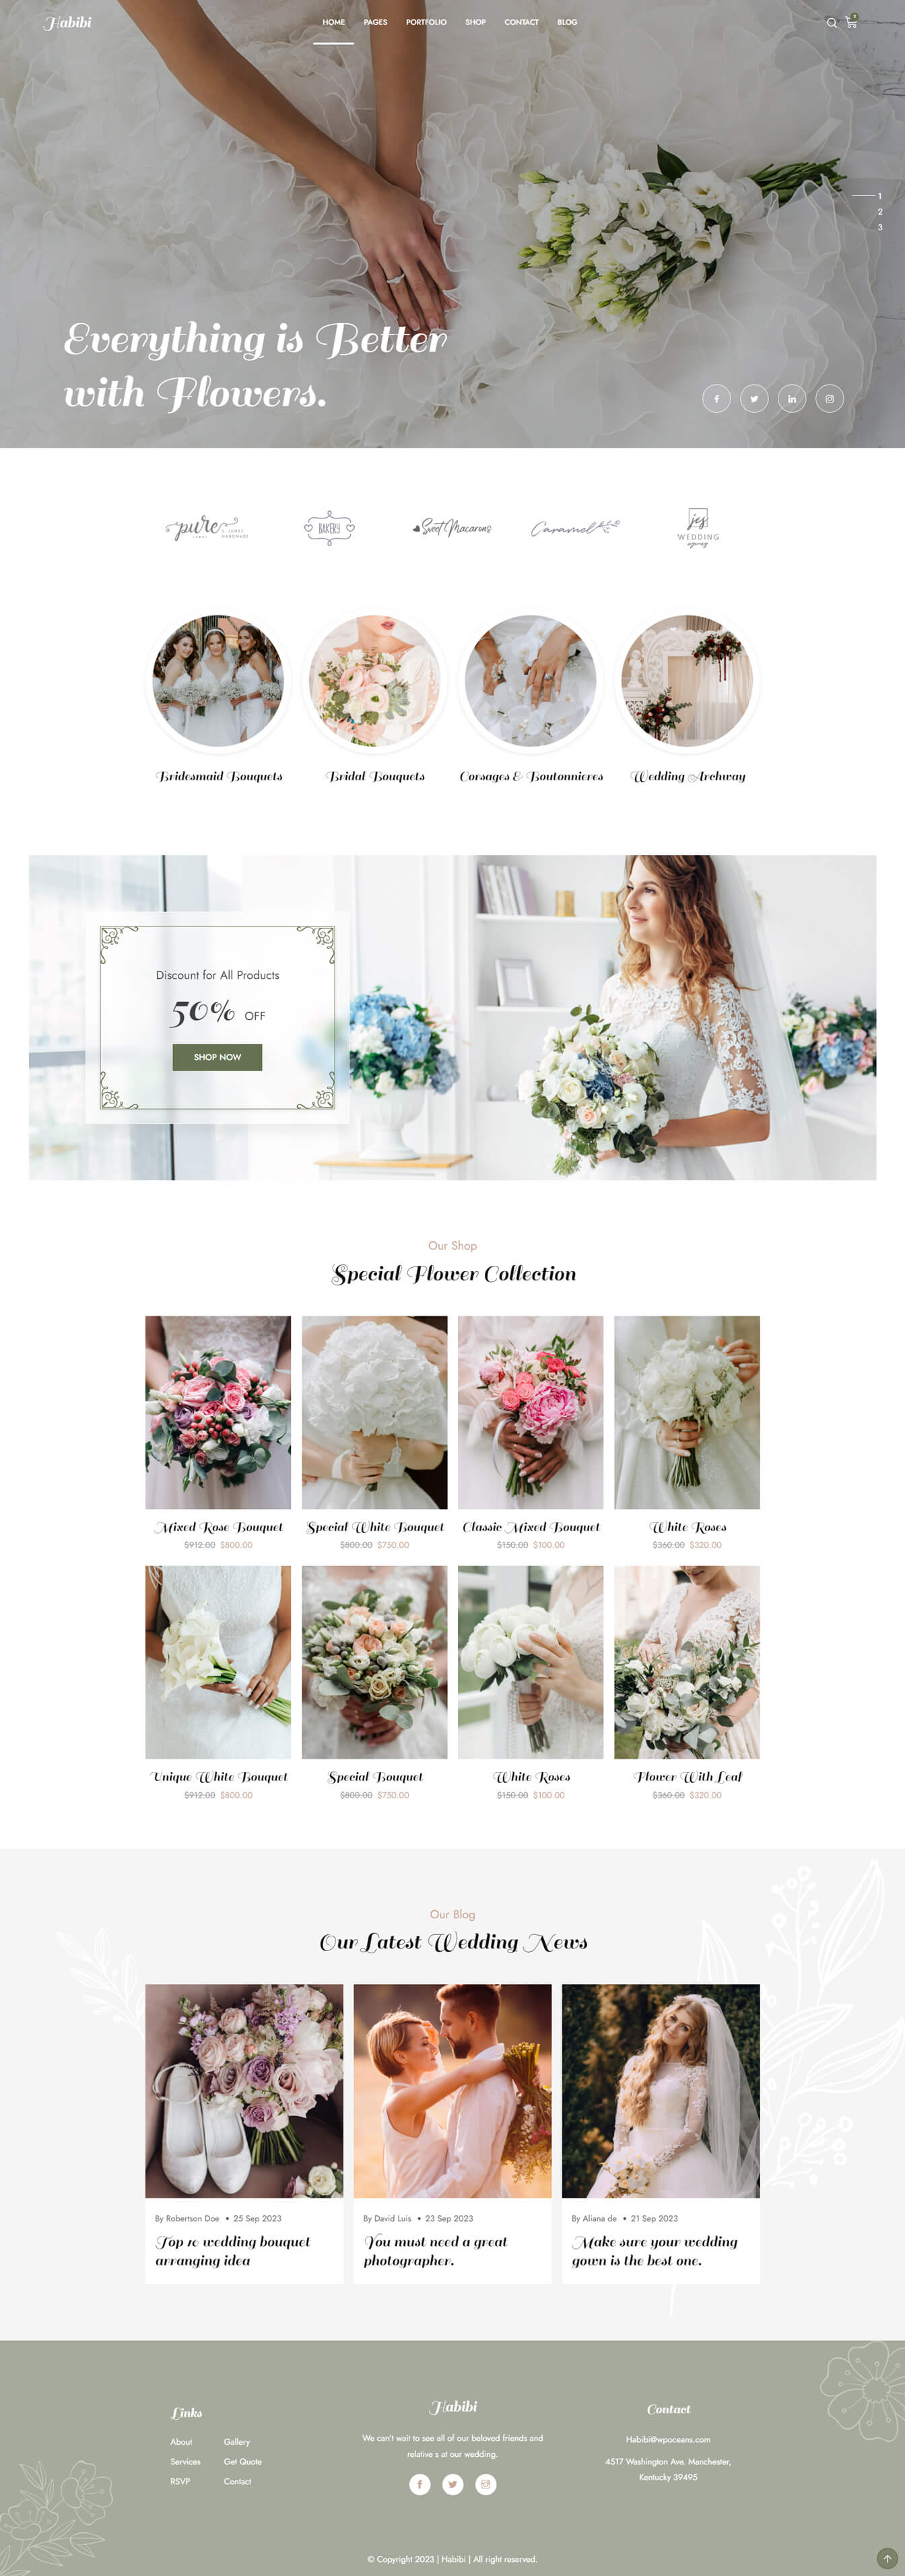 Habibi
HOME PAGES PORTFOLIO SHOP CONTACT BLOG
0
1
2
3
Everything is Better
with Flowers.
pure
HANDMADE
BAKERY
Sweet Macarons
Caramel
jes
WEDDING
agency
Bridesmaid Bouquets
Bridal Bouquets
Corsages & Boutonnieres
Wedding Archway
Discount for All Products
50% OFF
SHOP NOW
Our Shop
Special Flower Collection
Mixed Rose Bouquet
$912.00 $800.00
Special White Bouquet
$800.00 $750.00
Classic Mixed Bouquet
$150.00 $100.00
White Roses
$360.00 $320.00
Unique White Bouquet
$912.00 $800.00
Special Bouquet
$800.00 $750.00
White Roses
$150.00 $100.00
Flower With Leaf
$360.00 $320.00
Our Blog
Our Latest Wedding News
By Robertson Doe • 25 Sep 2023
Top 10 wedding bouquet
arranging idea
By David Luis • 23 Sep 2023
You must need a great
photographer.
By Aliana de • 21 Sep 2023
Make sure your wedding
gown is the best one.
Links
About
Gallery
Services
Get Quote
RSVP
Contact
Habibi
We can't wait to see all of our beloved friends and
relative s at our wedding.
Contact
Habibi@wpoceans.com
4517 Washington Ave. Manchester,
Kentucky 39495
© Copyright 2023 | Habibi | All right reserved.